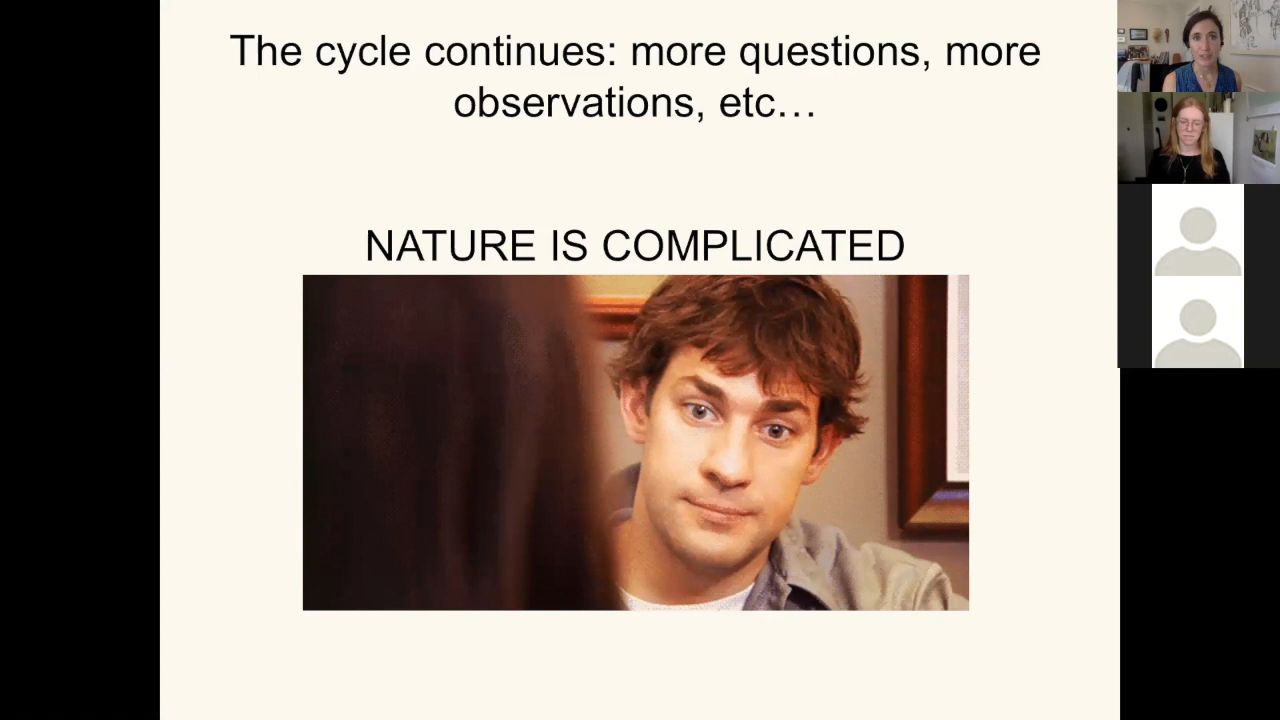 The cycle continues: more questions, more
observations, etc…
NATURE IS COMPLICATED